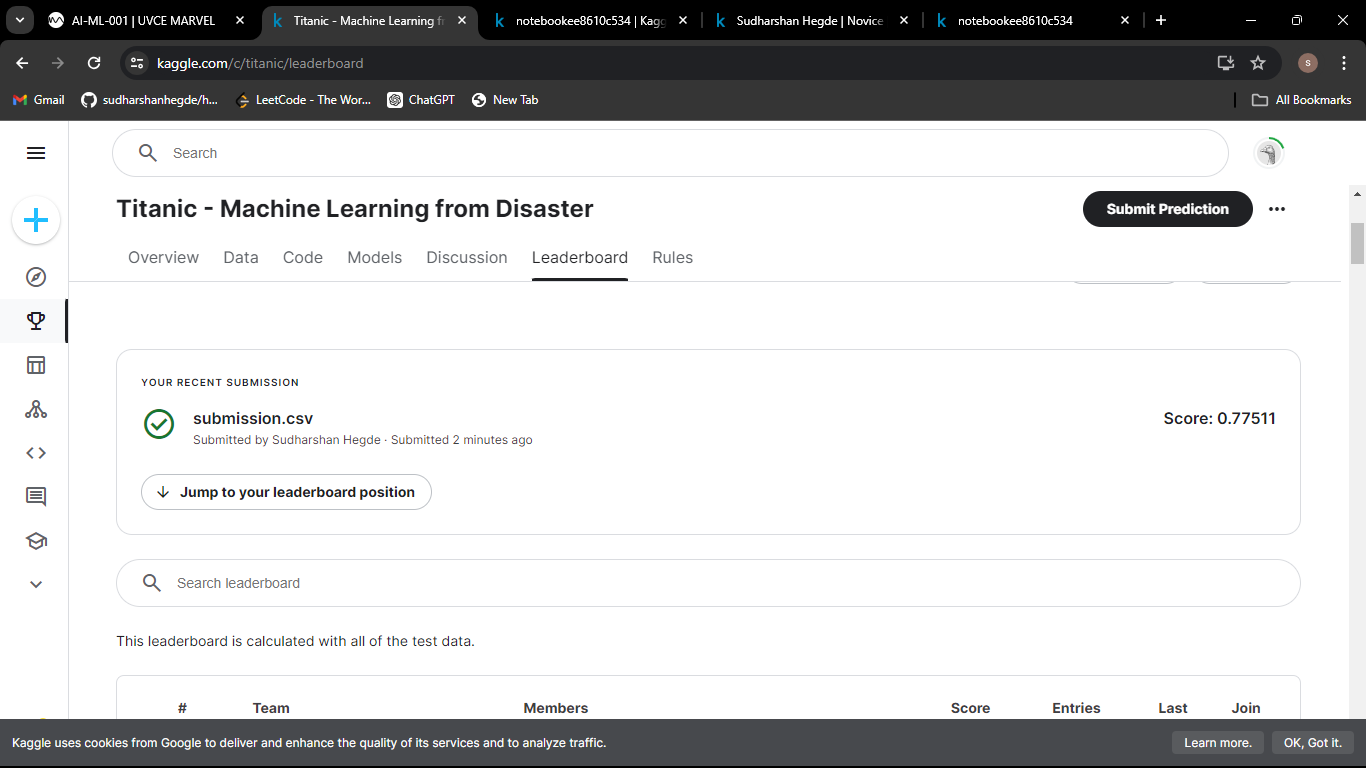 AI-ML-001 | UVCE MARVEL
Titanic - Machine Learning f
notebookee8610c534 | Kagg
Sudharshan Hegde | Novice
notebookee8610c534
kaggle.com/c/titanic/leaderboard
S
Gmail
sudharshanhegde/h...
LeetCode - The Wor...
ChatGPT
New Tab
All Bookmarks
Search
Titanic - Machine Learning from Disaster
Submit Prediction
Overview Data Code Models Discussion Leaderboard Rules
YOUR RECENT SUBMISSION
submission.csv
Score: 0.77511
Submitted by Sudharshan Hegde · Submitted 2 minutes ago
Jump to your leaderboard position
Search leaderboard
This leaderboard is calculated with all of the test data.
# Team Members Score Entries Last Join
Kaggle uses cookies from Google to deliver and enhance the quality of its services and to analyze traffic.
Learn more.
OK, Got it.